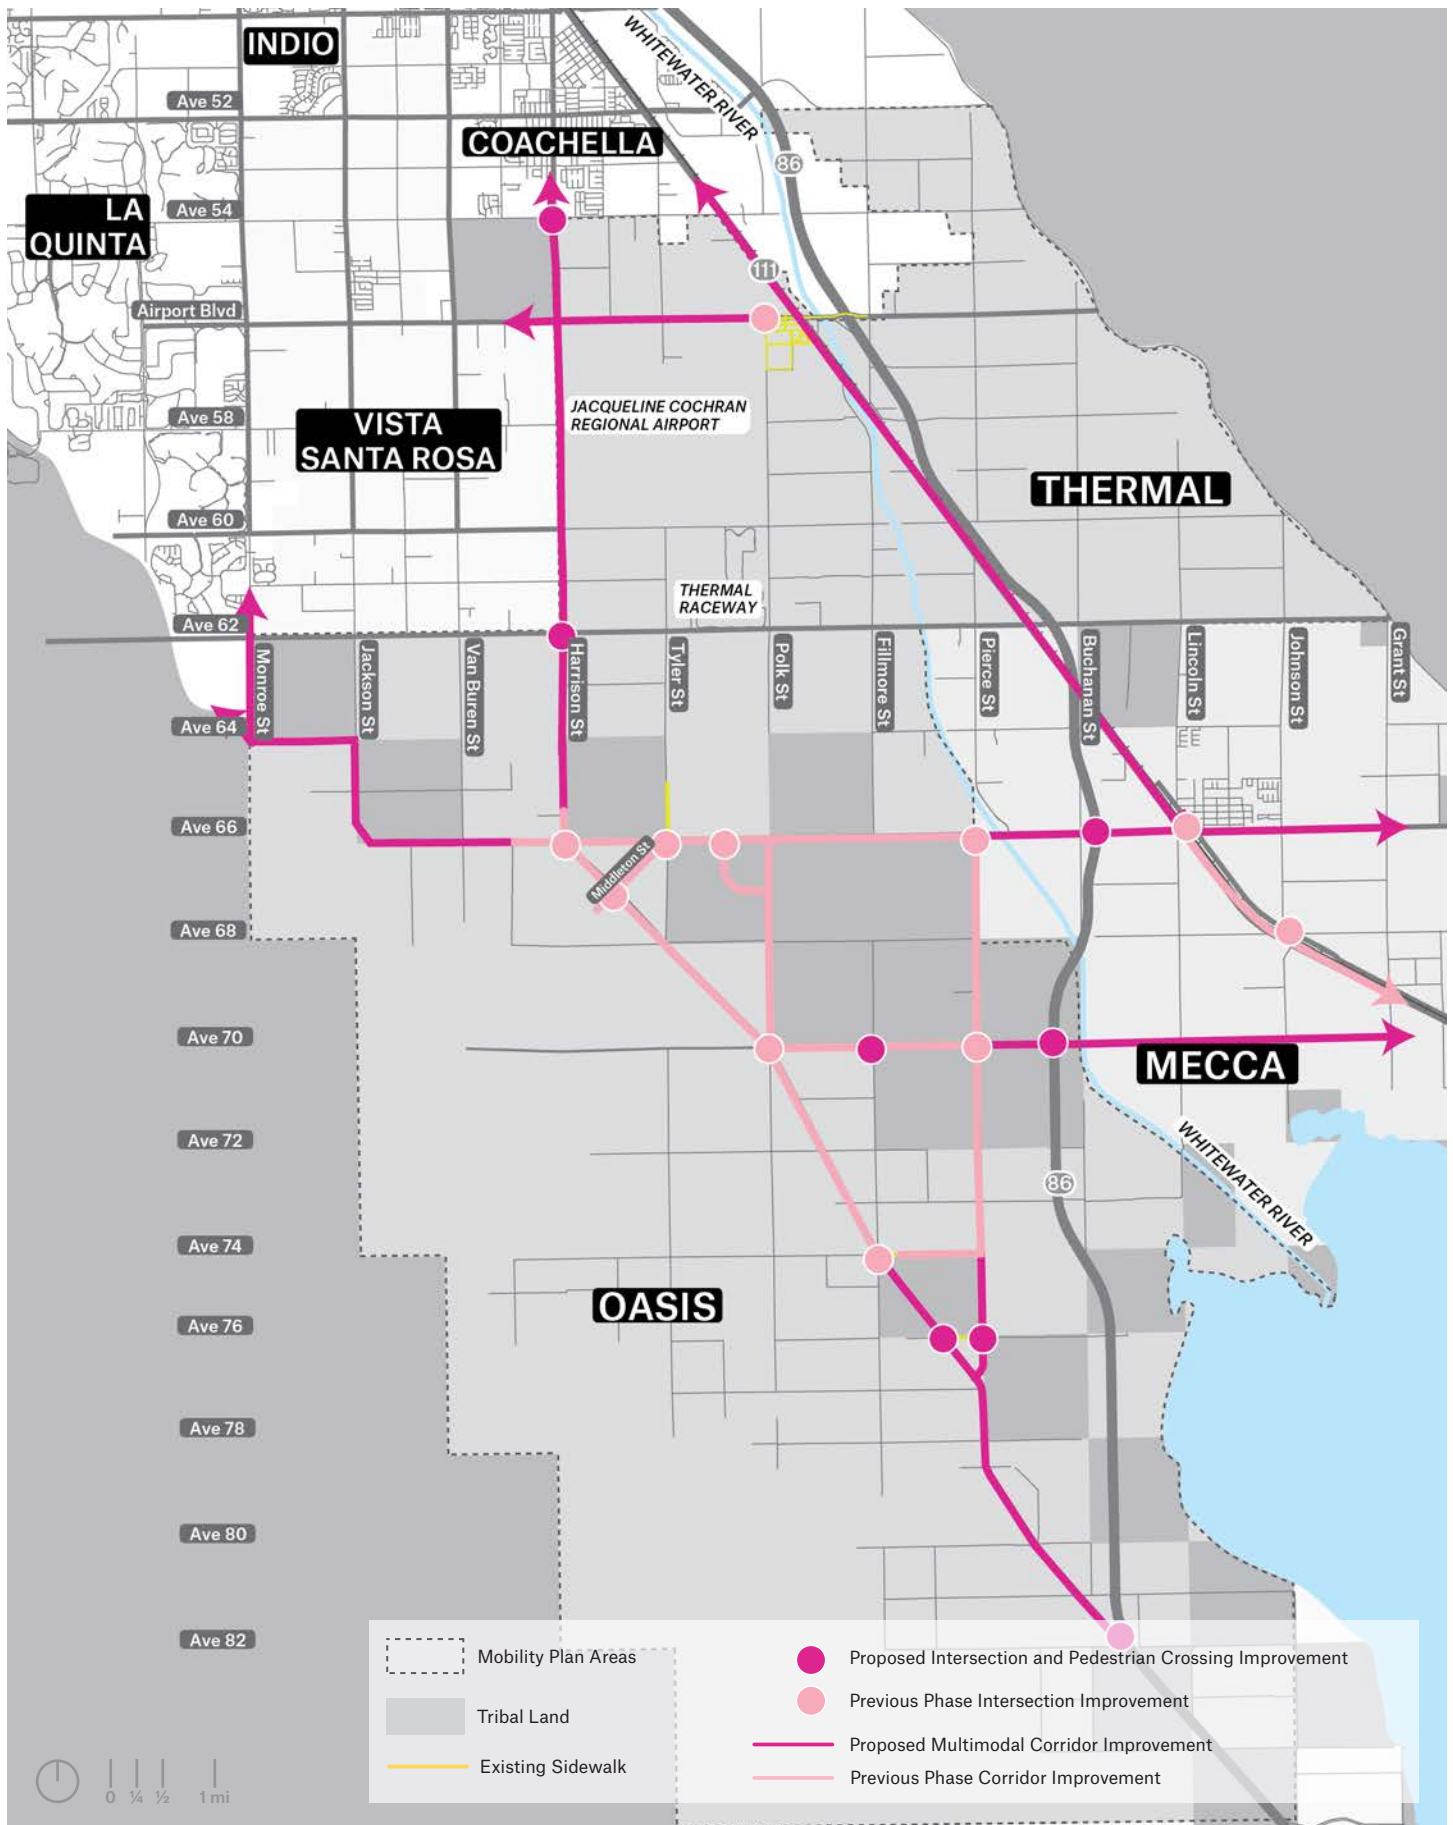 INDIO
WHITEWATER RIVER
Ave 52
COACHELLA
86
LA
QUINTA
Ave 54
111
Airport Blvd
JACQUELINE COCHRAN
REGIONAL AIRPORT
Ave 58
VISTA
SANTA ROSA
THERMAL
Ave 60
THERMAL
RACEWAY
Ave 62
Monroe St
Jackson St
Van Buren St
Harrison St
Tyler St
Polk St
Fillmore St
Pierce St
Buchanan St
Lincoln St
Johnson St
Grant St
Ave 64
Ave 66
Middleton St
Ave 68
Ave 70
MECCA
Ave 72
WHITEWATER RIVER
86
Ave 74
OASIS
Ave 76
Ave 78
Ave 80
Ave 82
Mobility Plan Areas
Tribal Land
Existing Sidewalk
Proposed Intersection and Pedestrian Crossing Improvement
Previous Phase Intersection Improvement
Proposed Multimodal Corridor Improvement
Previous Phase Corridor Improvement
0 ¼ ½ 1 mi